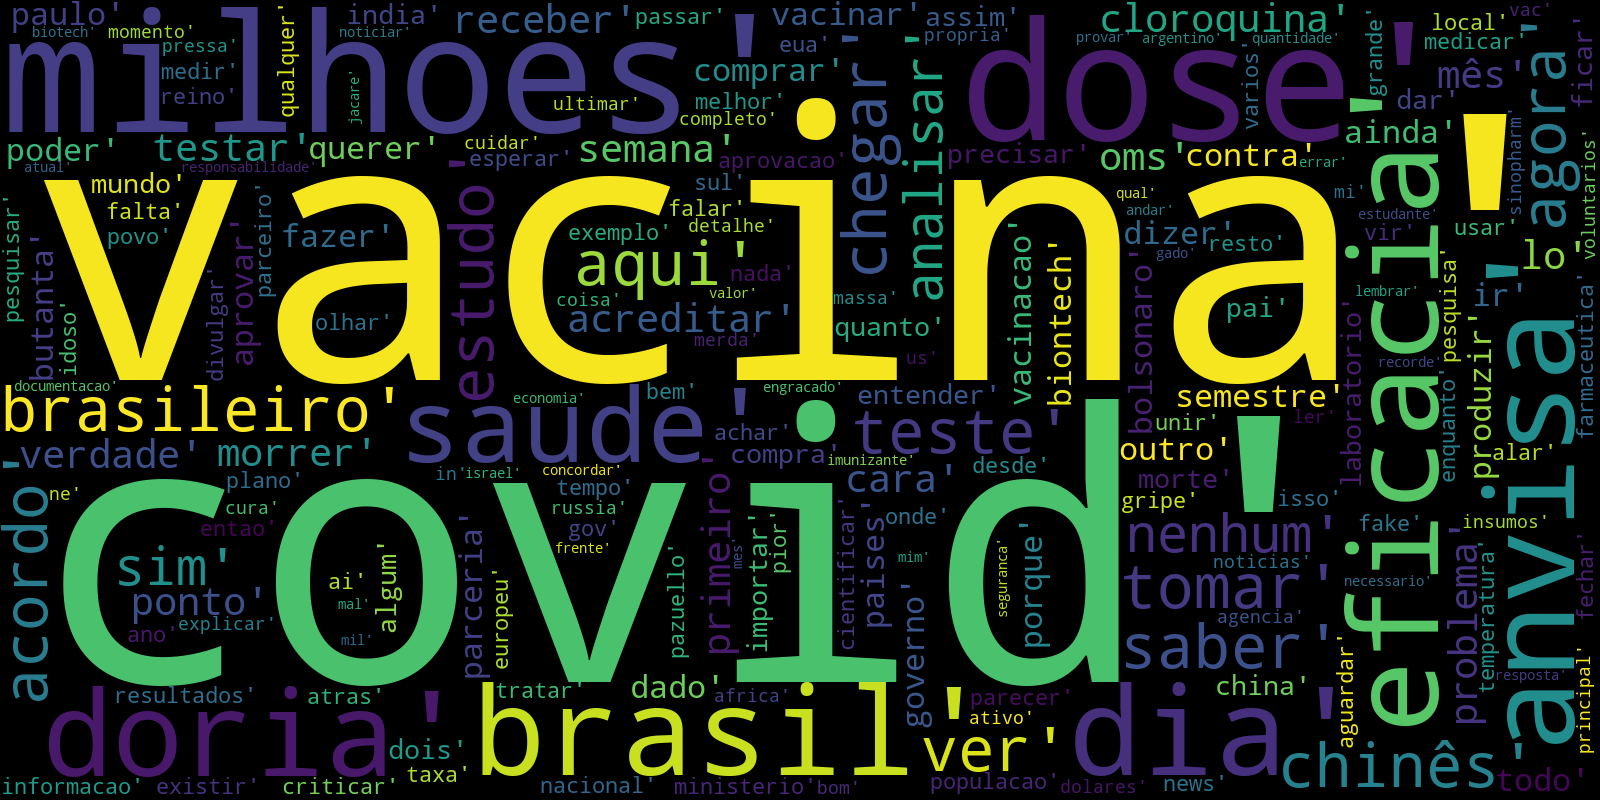 paulo' india' receber' passar' vacinar' assim' cloroquina' grande' local' vac'
biotech' momento' noticiar' eua' propria' provar' argentino' quantidade' medicar'
milhoes' dose' agora' ficar'
pressa' qualquer' comprar' chegar' analisar' varios' mês'
medir' reino' jacare' ultimar' melhor' completo' dar'
poder' testar' querer' cuidar' esperar' semana' aprovacao' precisar' oms' contra' errar' ainda'
atual' responsabilidade' mundo' estudo' sul' qual' mi' sinopharm' voluntarios'
vacina'
falta' povo' falar' detalhe' exemplo' andar' estudante' usar'
pesquisar' butanta' idoso' divulgar' aprovar' parceiro' fazer' aqui' nada' vacinacao' biontech' dizer' resto' gado' vir' lo'
olhar' coisa' valor' acreditar' massa' quanto' bolsonaro' pai' lembrar' pesquisa' ir'
merda' us' laboratorio' eficacia' recorde' produzir' farmaceutica' anvisa'
documentacao' economia' bem' engracado' entender' semestre'
brasileiro' saude' achar' teste' unir' ler' enquanto'
verdade' morrer' compra' imunizante' outro' alar'
acordo' plano' in' israel' concordar' tempo' cara' desde' morte' isso'
ne' cura' russia' primeiro' cientificar' paises' onde' gripe' fake' insumos'
covid'
entao' gov' nenhum' noticias'
sim' ai' algum' frente' importar' pior' mes' mim' seguranca' porque' problema' temperatura' fechar'
ponto' mal' parceria' europeu' pazuello' governo' tomar' necessario'
ano' explicar' mil' agencia' saber' aguardar' resposta' principal'
resultados' atras' tratar' dado' africa' parecer' china'
doria' brasil' ativo' dia'
dois' ver' chinês'
taxa' todo'
informacao' existir' criticar' nacional' ministerio' bom' populacao' dolares' news'